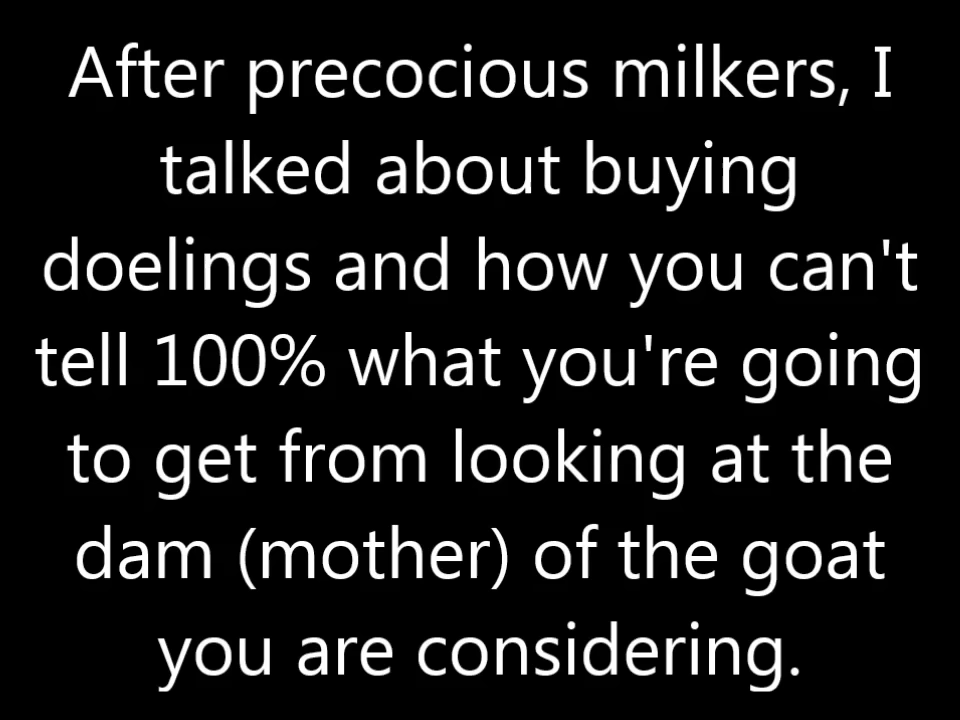 After precocious milkers, I
talked about buying
doelings and how you can't
tell 100% what you're going
to get from looking at the
dam (mother) of the goat
you are considering.